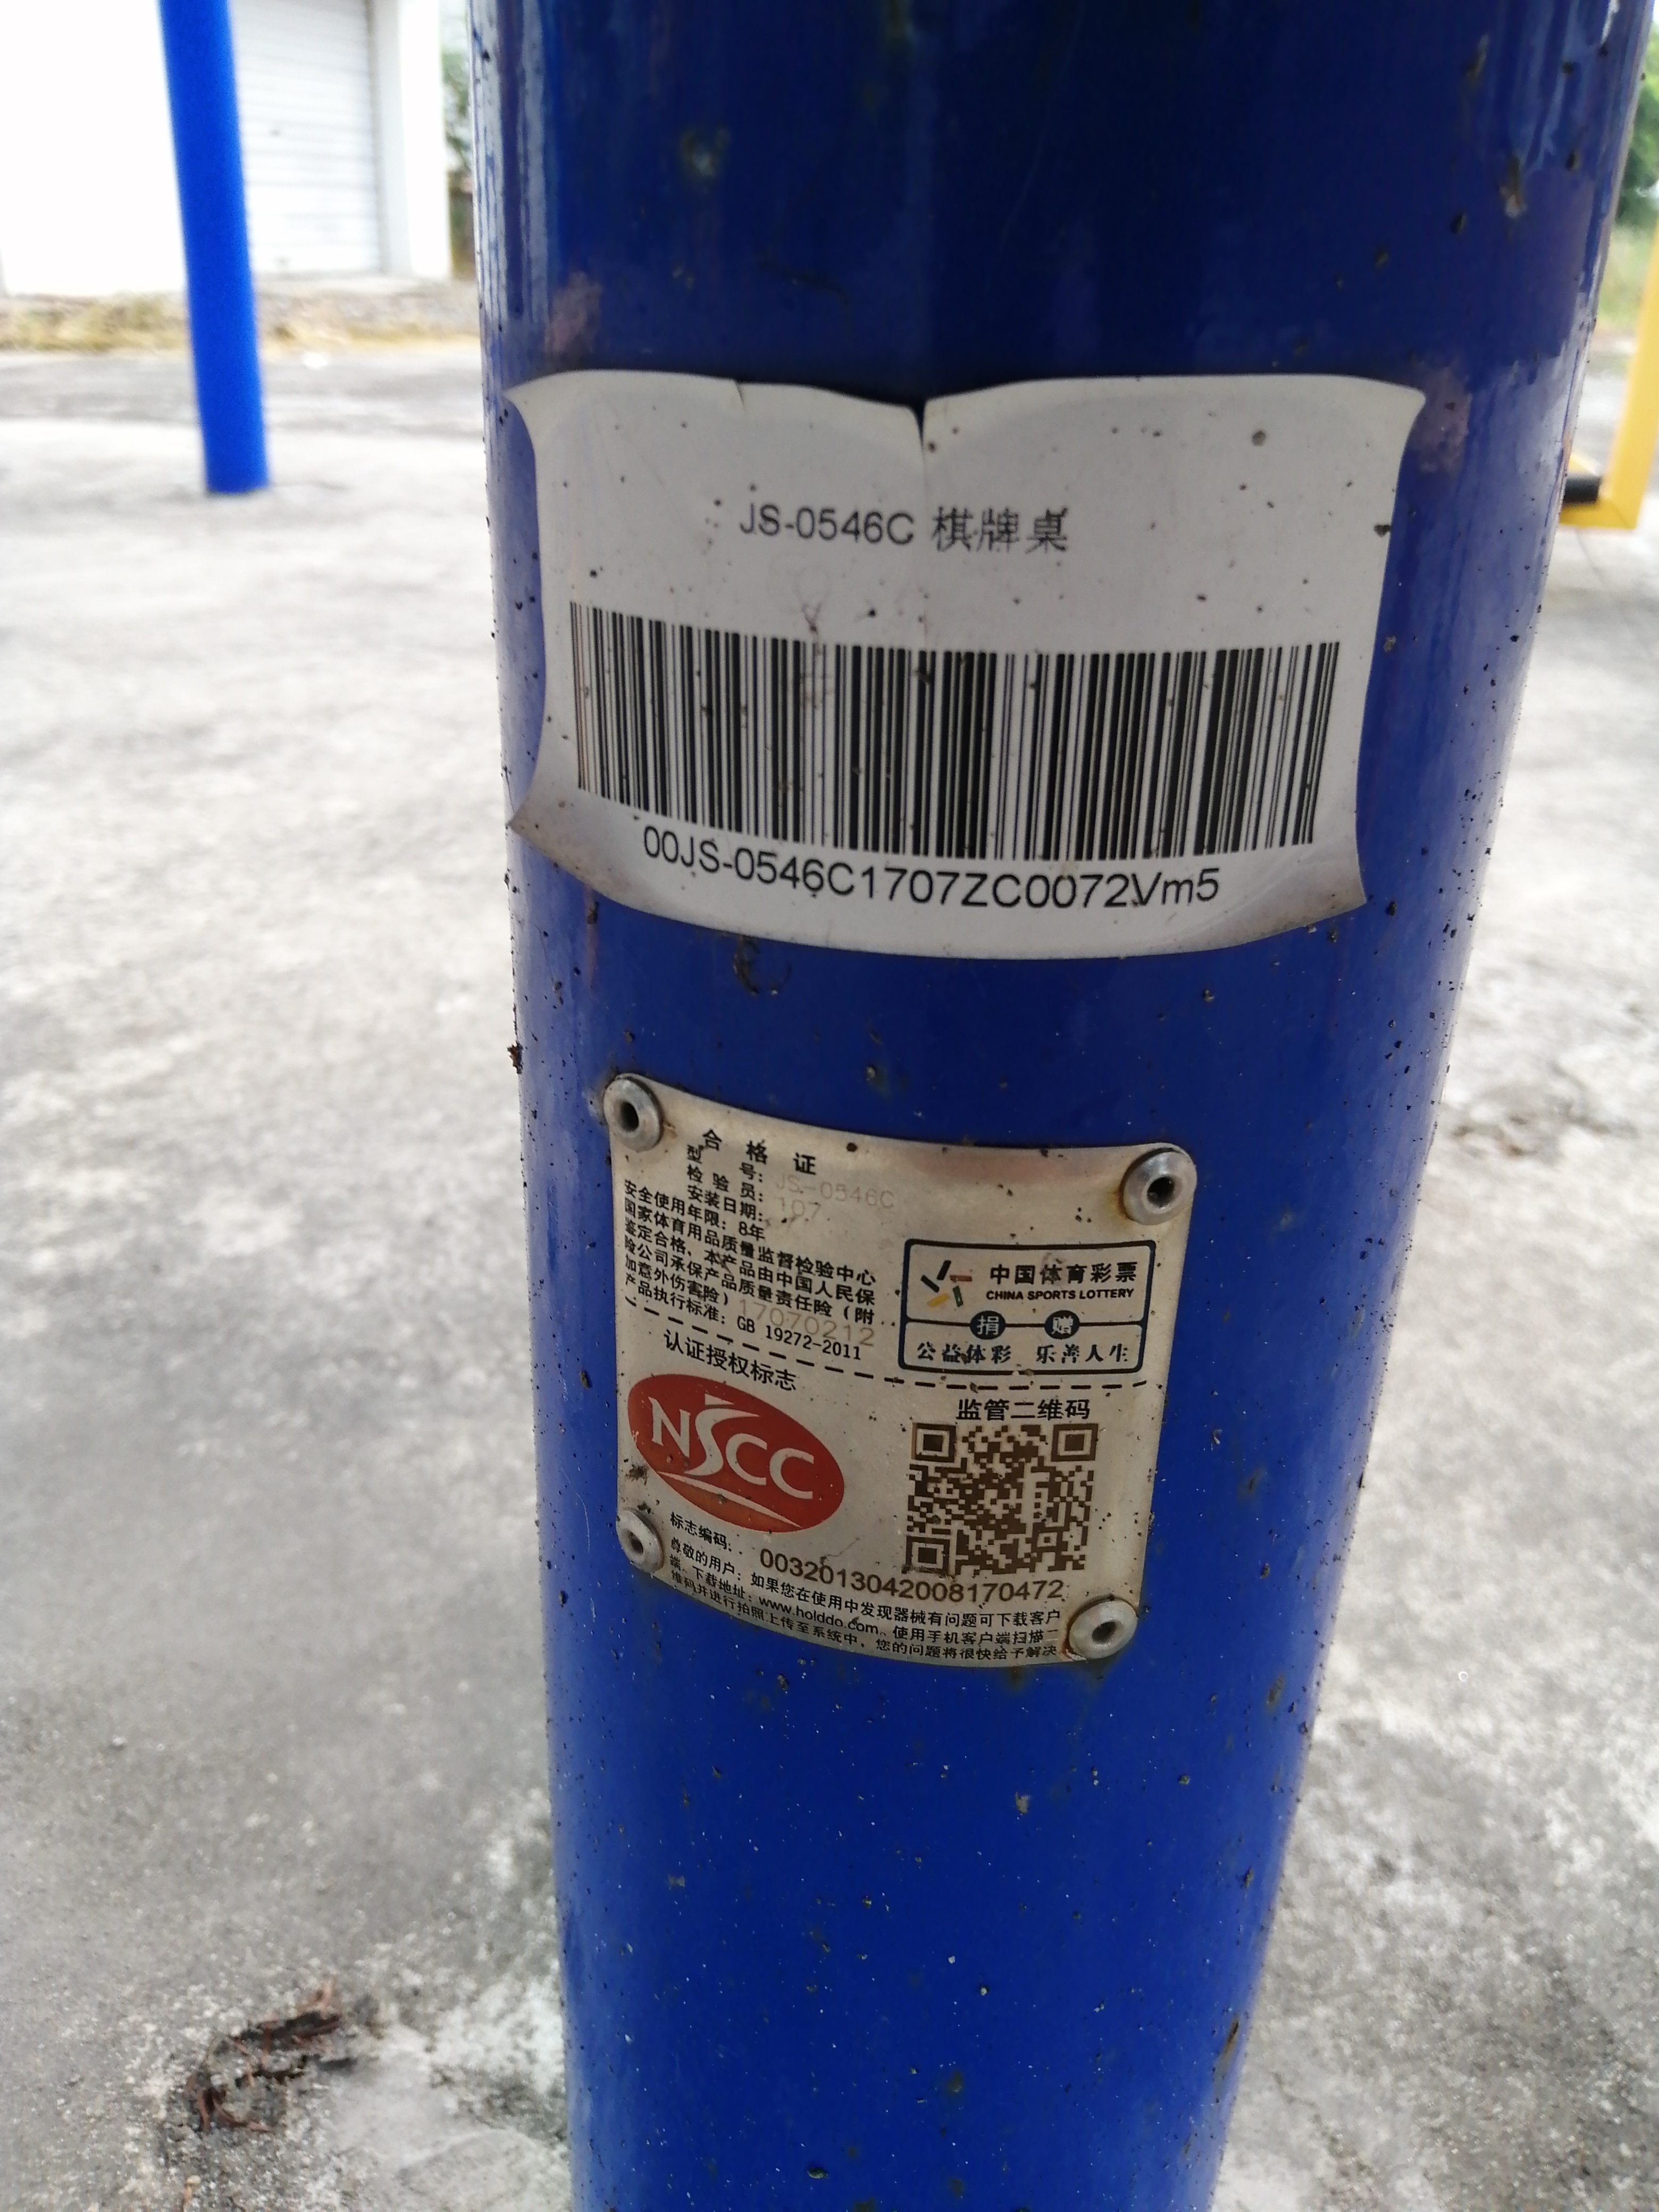 JS-0546C 棋牌桌
00JS-0546C1707ZC0072Vm5
合 格 证
型 号: JS-0546C
检 验 员: 107
安装日期:
安全使用年限: 8年
国家体育用品质量监督检验中心
鉴定合格, 本产品由中国人民保
险公司承保产品质量责任险 (附
加意外伤害险) 17070212
产品执行标准: GB 19272-2011
中国体育彩票
CHINA SPORTS LOTTERY
捐 赠
公益体彩 乐善人生
认证授权标志
NSCC
监管二维码
标志编码: 0032013042008170472
尊敬的用户: 如果您在使用中发现器械有问题可下载客户
端, 下载地址: www.holddo.com, 使用手机客户端扫描二
维码并进行拍照上传至系统中, 您的问题将很快给予解决